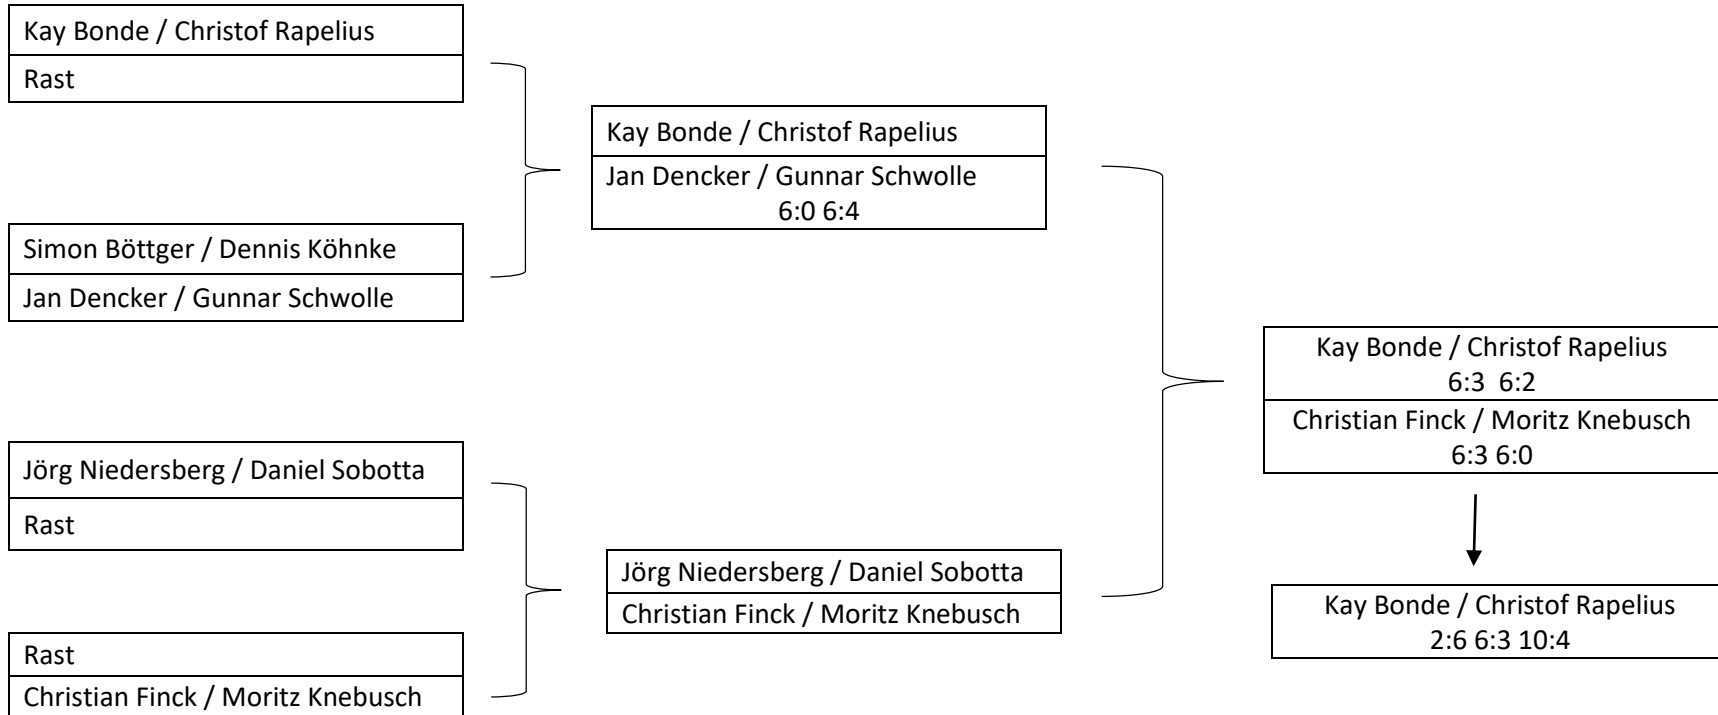 Kay Bonde / Christof Rapelius
Rast
Simon Böttger / Dennis Köhnke
Jan Dencker / Gunnar Schwolle
Jörg Niedersberg / Daniel Sobotta
Rast
Rast
Christian Finck / Moritz Knebusch
Kay Bonde / Christof Rapelius
Jan Dencker / Gunnar Schwolle
6:0 6:4
Jörg Niedersberg / Daniel Sobotta
Christian Finck / Moritz Knebusch
Kay Bonde / Christof Rapelius
6:3  6:2
Christian Finck / Moritz Knebusch
6:3 6:0
Kay Bonde / Christof Rapelius
2:6 6:3 10:4